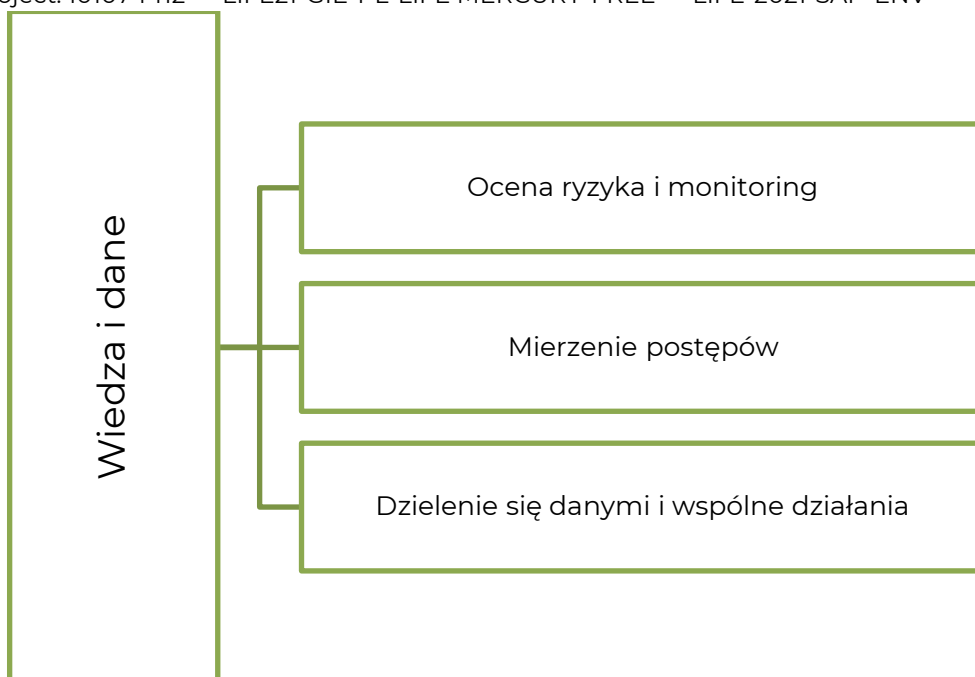 Wiedza i dane
Ocena ryzyka i monitoring
Mierzenie postępów
Dzielenie się danymi i wspólne działania